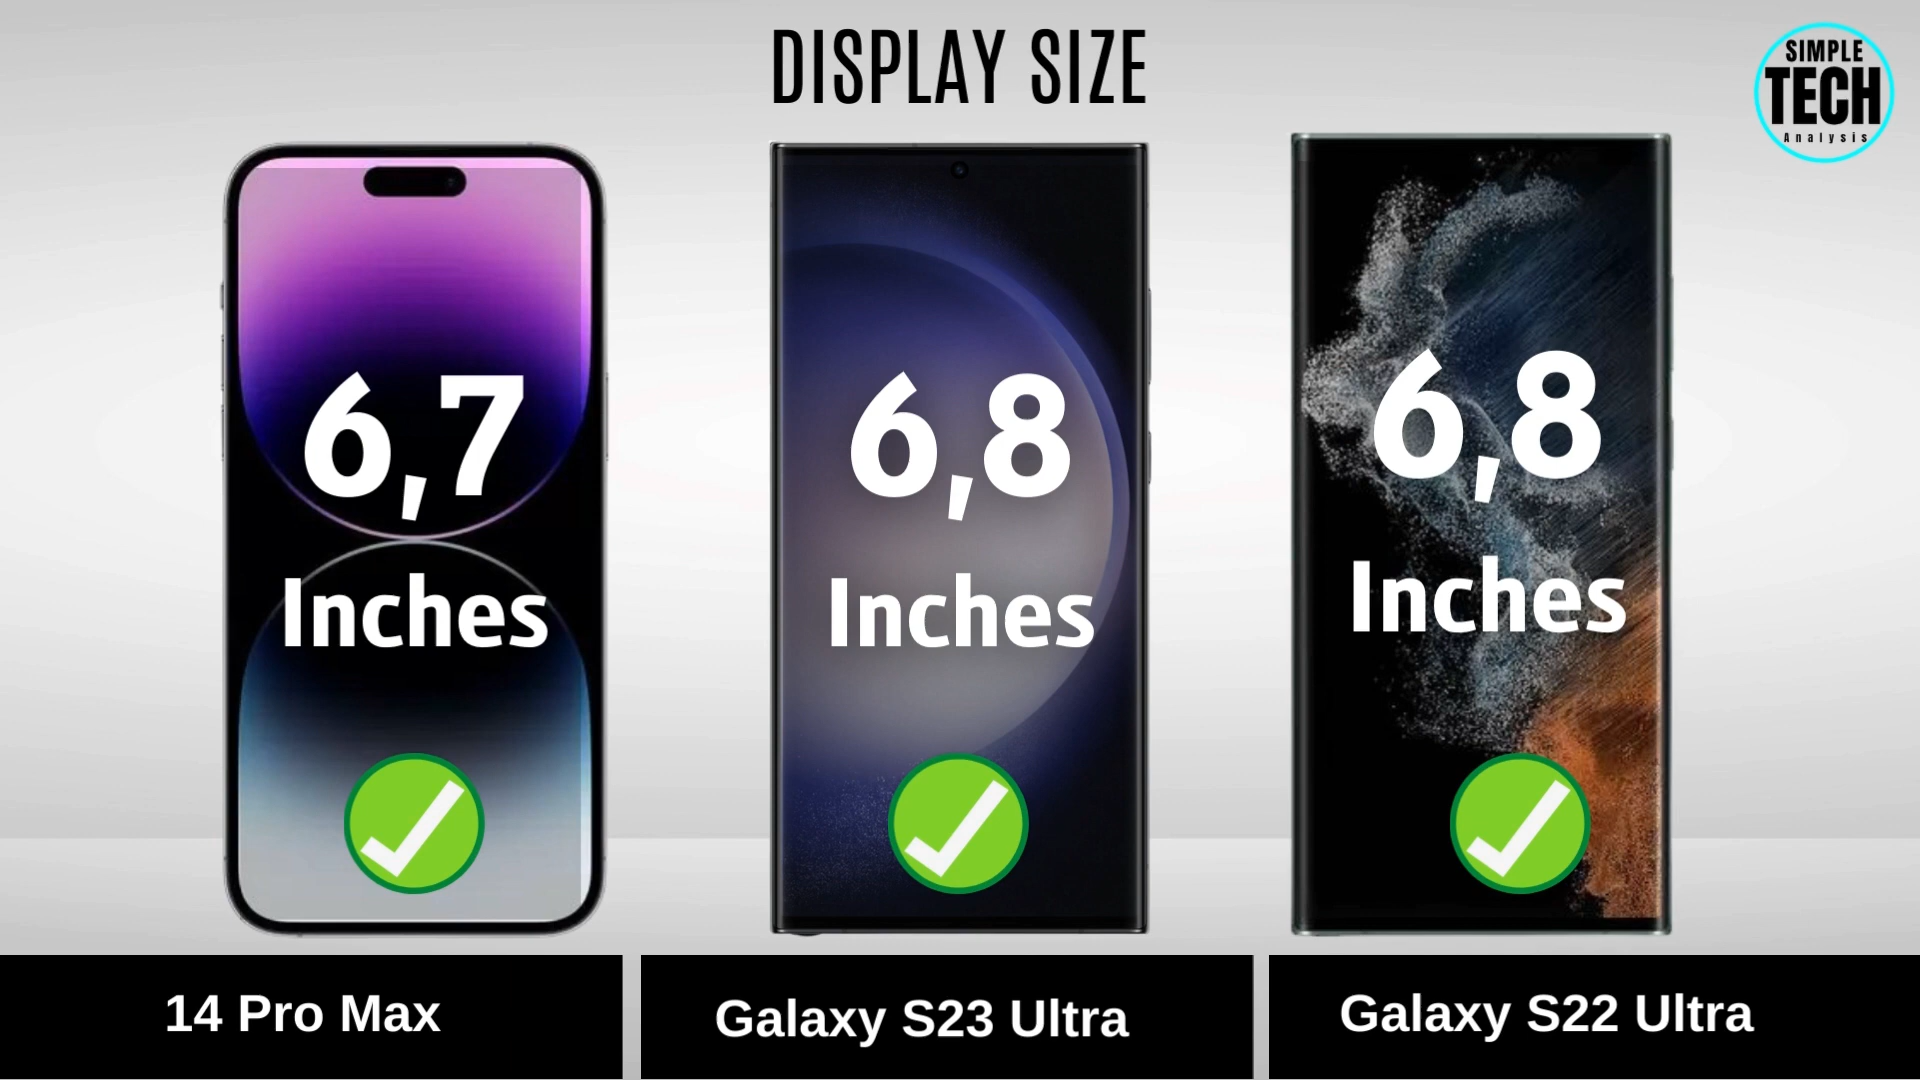 DISPLAY SIZE
SIMPLE
TECH
Analysis
6,7
Inches
6,8
Inches
6,8
Inches
14 Pro Max
Galaxy S23 Ultra
Galaxy S22 Ultra